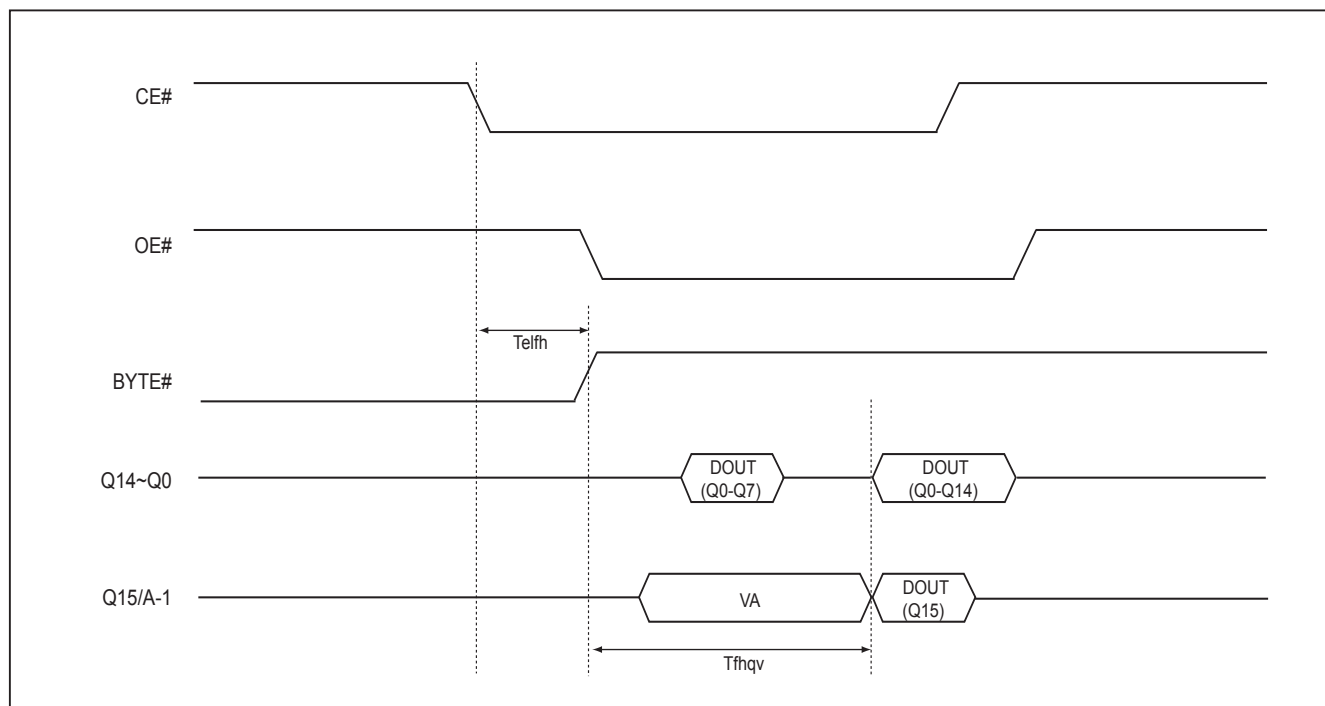 CE#
OE#
Telfh
BYTE#
Q14~Q0
DOUT
(Q0-Q7)
DOUT
(Q0-Q14)
Q15/A-1
VA
DOUT
(Q15)
Tfhqv